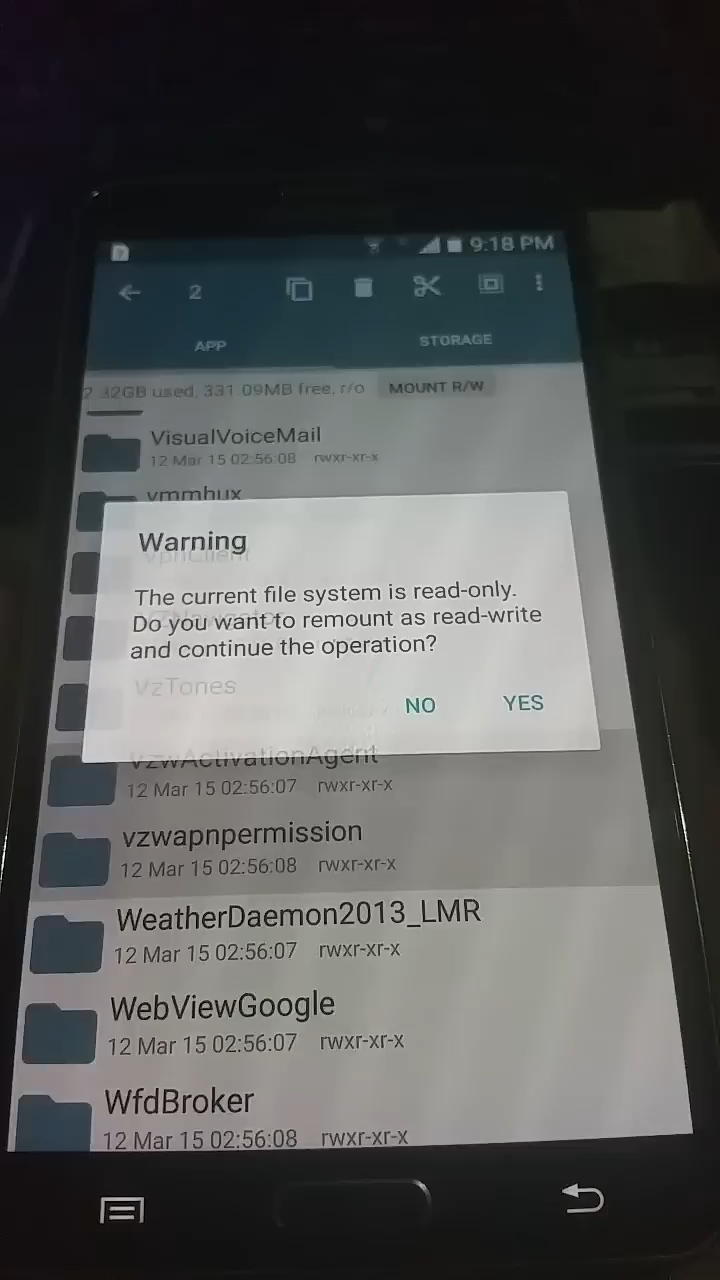 9:18 PM
2
APP
STORAGE
2.32GB used, 331.09MB free, r/o
MOUNT R/W
VisualVoiceMail
12 Mar 15 02:56:08 rwxr-xr-x
vmmhux
Warning
VpnClient
The current file system is read-only.
Do you want to remount as read-write
and continue the operation?
VzTones
NO
YES
VzwActivationAgent
12 Mar 15 02:56:07 rwxr-xr-x
vzwapnpermission
12 Mar 15 02:56:08 rwxr-xr-x
WeatherDaemon2013_LMR
12 Mar 15 02:56:07 rwxr-xr-x
WebViewGoogle
12 Mar 15 02:56:07 rwxr-xr-x
WfdBroker
12 Mar 15 02:56:08 rwxr-xr-x